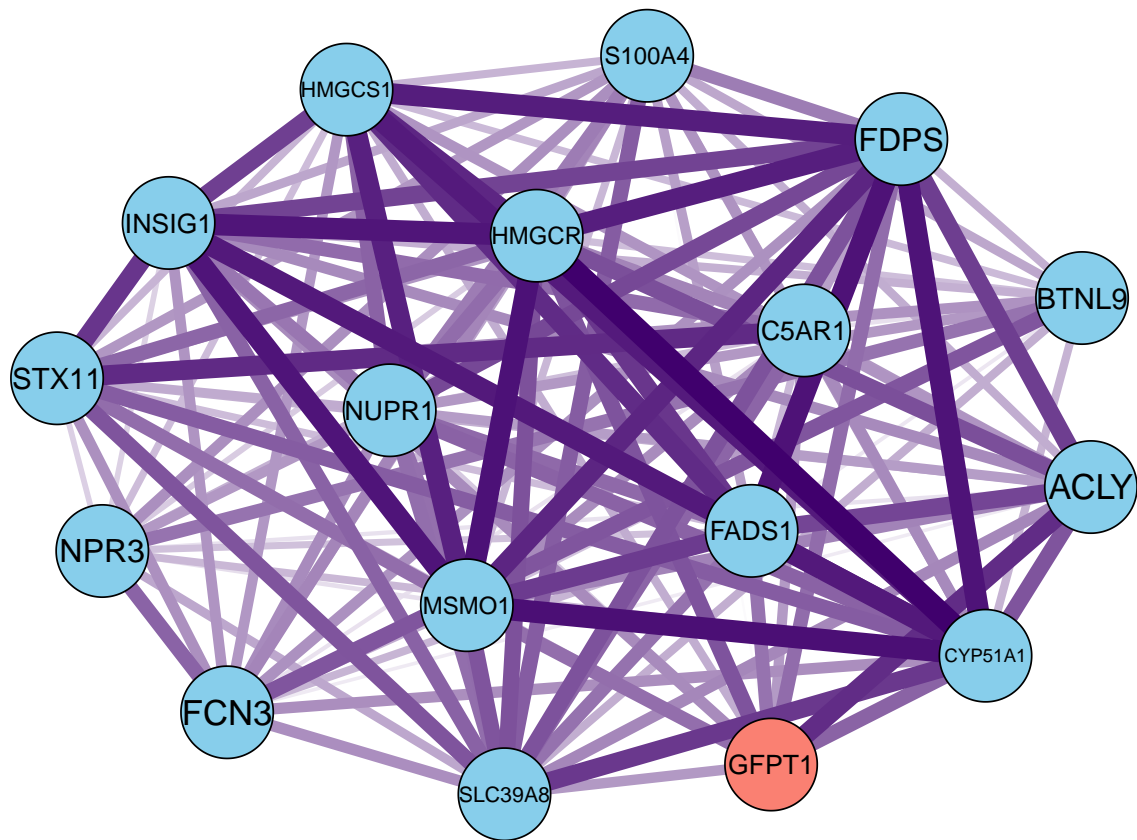 S100A4
HMGCS1
FDPS
INSIG1
HMGCR
BTNL9
C5AR1
STX11
NUPR1
ACLY
FADS1
NPR3
MSMO1
CYP51A1
FCN3
GFPT1
SLC39A8